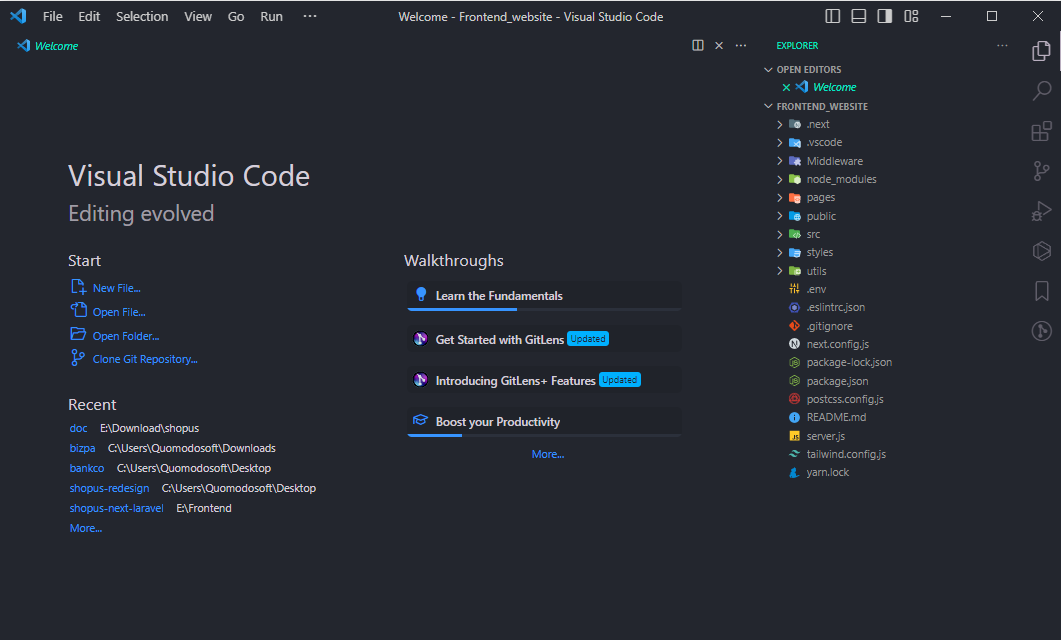 File Edit Selection View Go Run ··· Welcome - Frontend_website - Visual Studio Code
Welcome
Visual Studio Code
Editing evolved
Start
New File...
Open File...
Open Folder...
Clone Git Repository...
Recent
doc E:\Download\shopus
bizpa C:\Users\Quomodosoft\Downloads
bankco C:\Users\Quomodosoft\Desktop
shopus-redesign C:\Users\Quomodosoft\Desktop
shopus-next-laravel E:\Frontend
More...
Walkthroughs
Learn the Fundamentals
Get Started with GitLens Updated
Introducing GitLens+ Features Updated
Boost your Productivity
More...
EXPLORER
OPEN EDITORS
Welcome
FRONTEND_WEBSITE
.next
.vscode
Middleware
node_modules
pages
public
src
styles
utils
.env
.eslintrc.json
.gitignore
next.config.js
package-lock.json
package.json
postcss.config.js
README.md
server.js
tailwind.config.js
yarn.lock